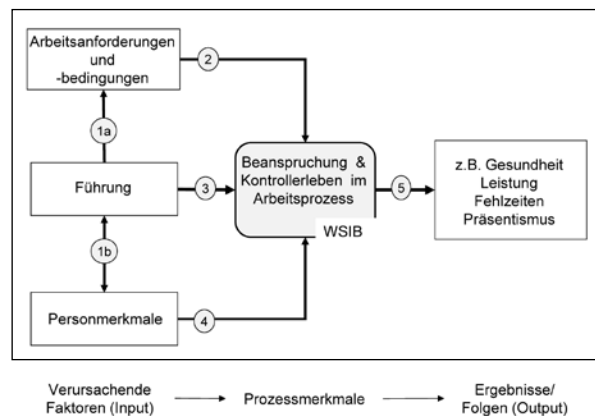 Arbeitsanforderungen
und
-bedingungen
2
1a
Führung
3
Beanspruchung &
Kontrollerleben im
Arbeitsprozess
WSIB
5
z.B. Gesundheit
Leistung
Fehlzeiten
Präsentismus
1b
Personmerkmale
4
Verursachende
Faktoren (Input)
Prozessmerkmale
Ergebnisse/
Folgen (Output)